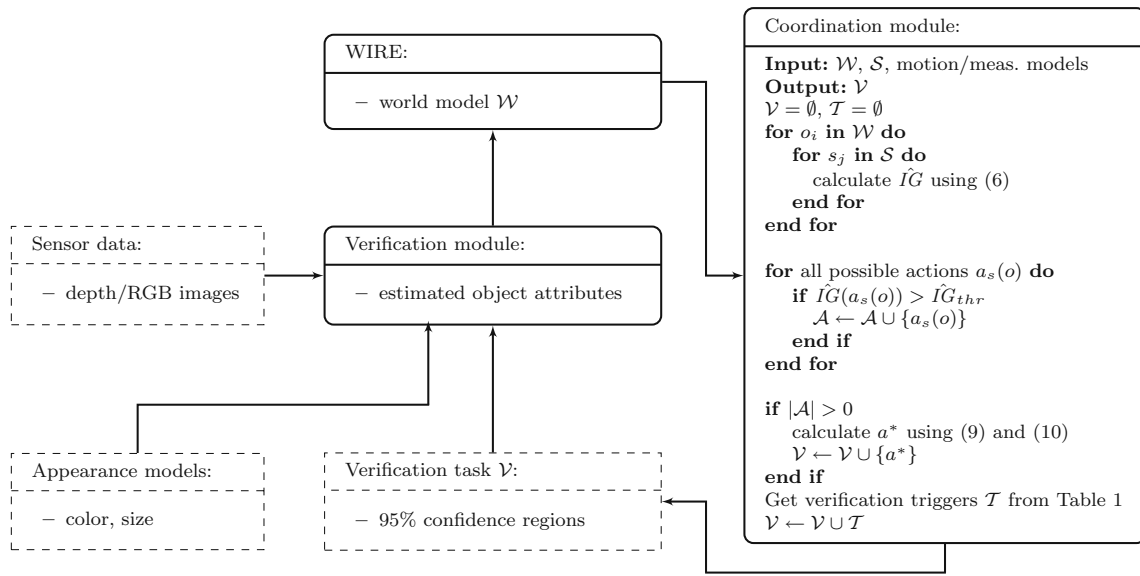 WIRE:
– world model 𝒲
Sensor data:
– depth/RGB images
Verification module:
– estimated object attributes
Appearance models:
– color, size
Verification task 𝒱:
– 95% confidence regions
Coordination module:
Input: 𝒲, 𝒮, motion/meas. models
Output: 𝒱
𝒱 = ∅, 𝒯 = ∅
for o_i in 𝒲 do
for s_j in 𝒮 do
calculate IĜ using (6)
end for
end for
for all possible actions a_s(o) do
if IĜ(a_s(o)) > IĜ_thr
𝒜 ← 𝒜 ∪ {a_s(o)}
end if
end for
if |𝒜| > 0
calculate a* using (9) and (10)
𝒱 ← 𝒱 ∪ {a*}
end if
Get verification triggers 𝒯 from Table 1
𝒱 ← 𝒱 ∪ 𝒯